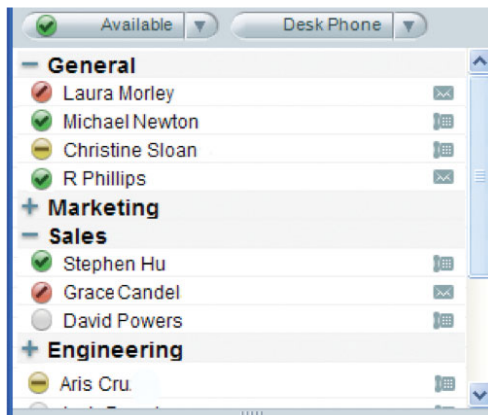 Available Desk Phone
General
Laura Morley
Michael Newton
Christine Sloan
R Phillips
Marketing
Sales
Stephen Hu
Grace Candel
David Powers
Engineering
Aris